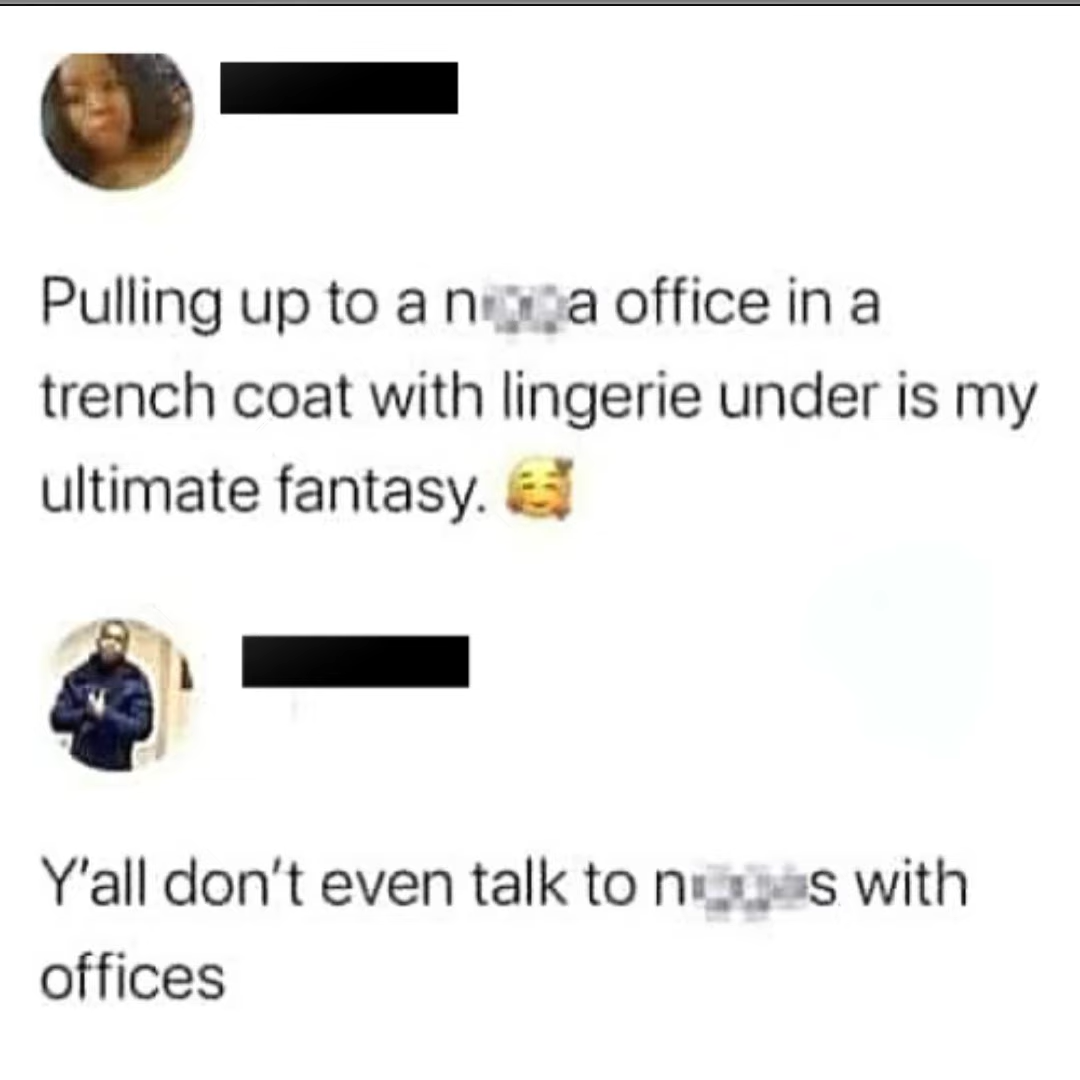 Pulling up to a office in a
trench coat with lingerie under is my
ultimate fantasy. 🥰
Y'all don't even talk to with
offices